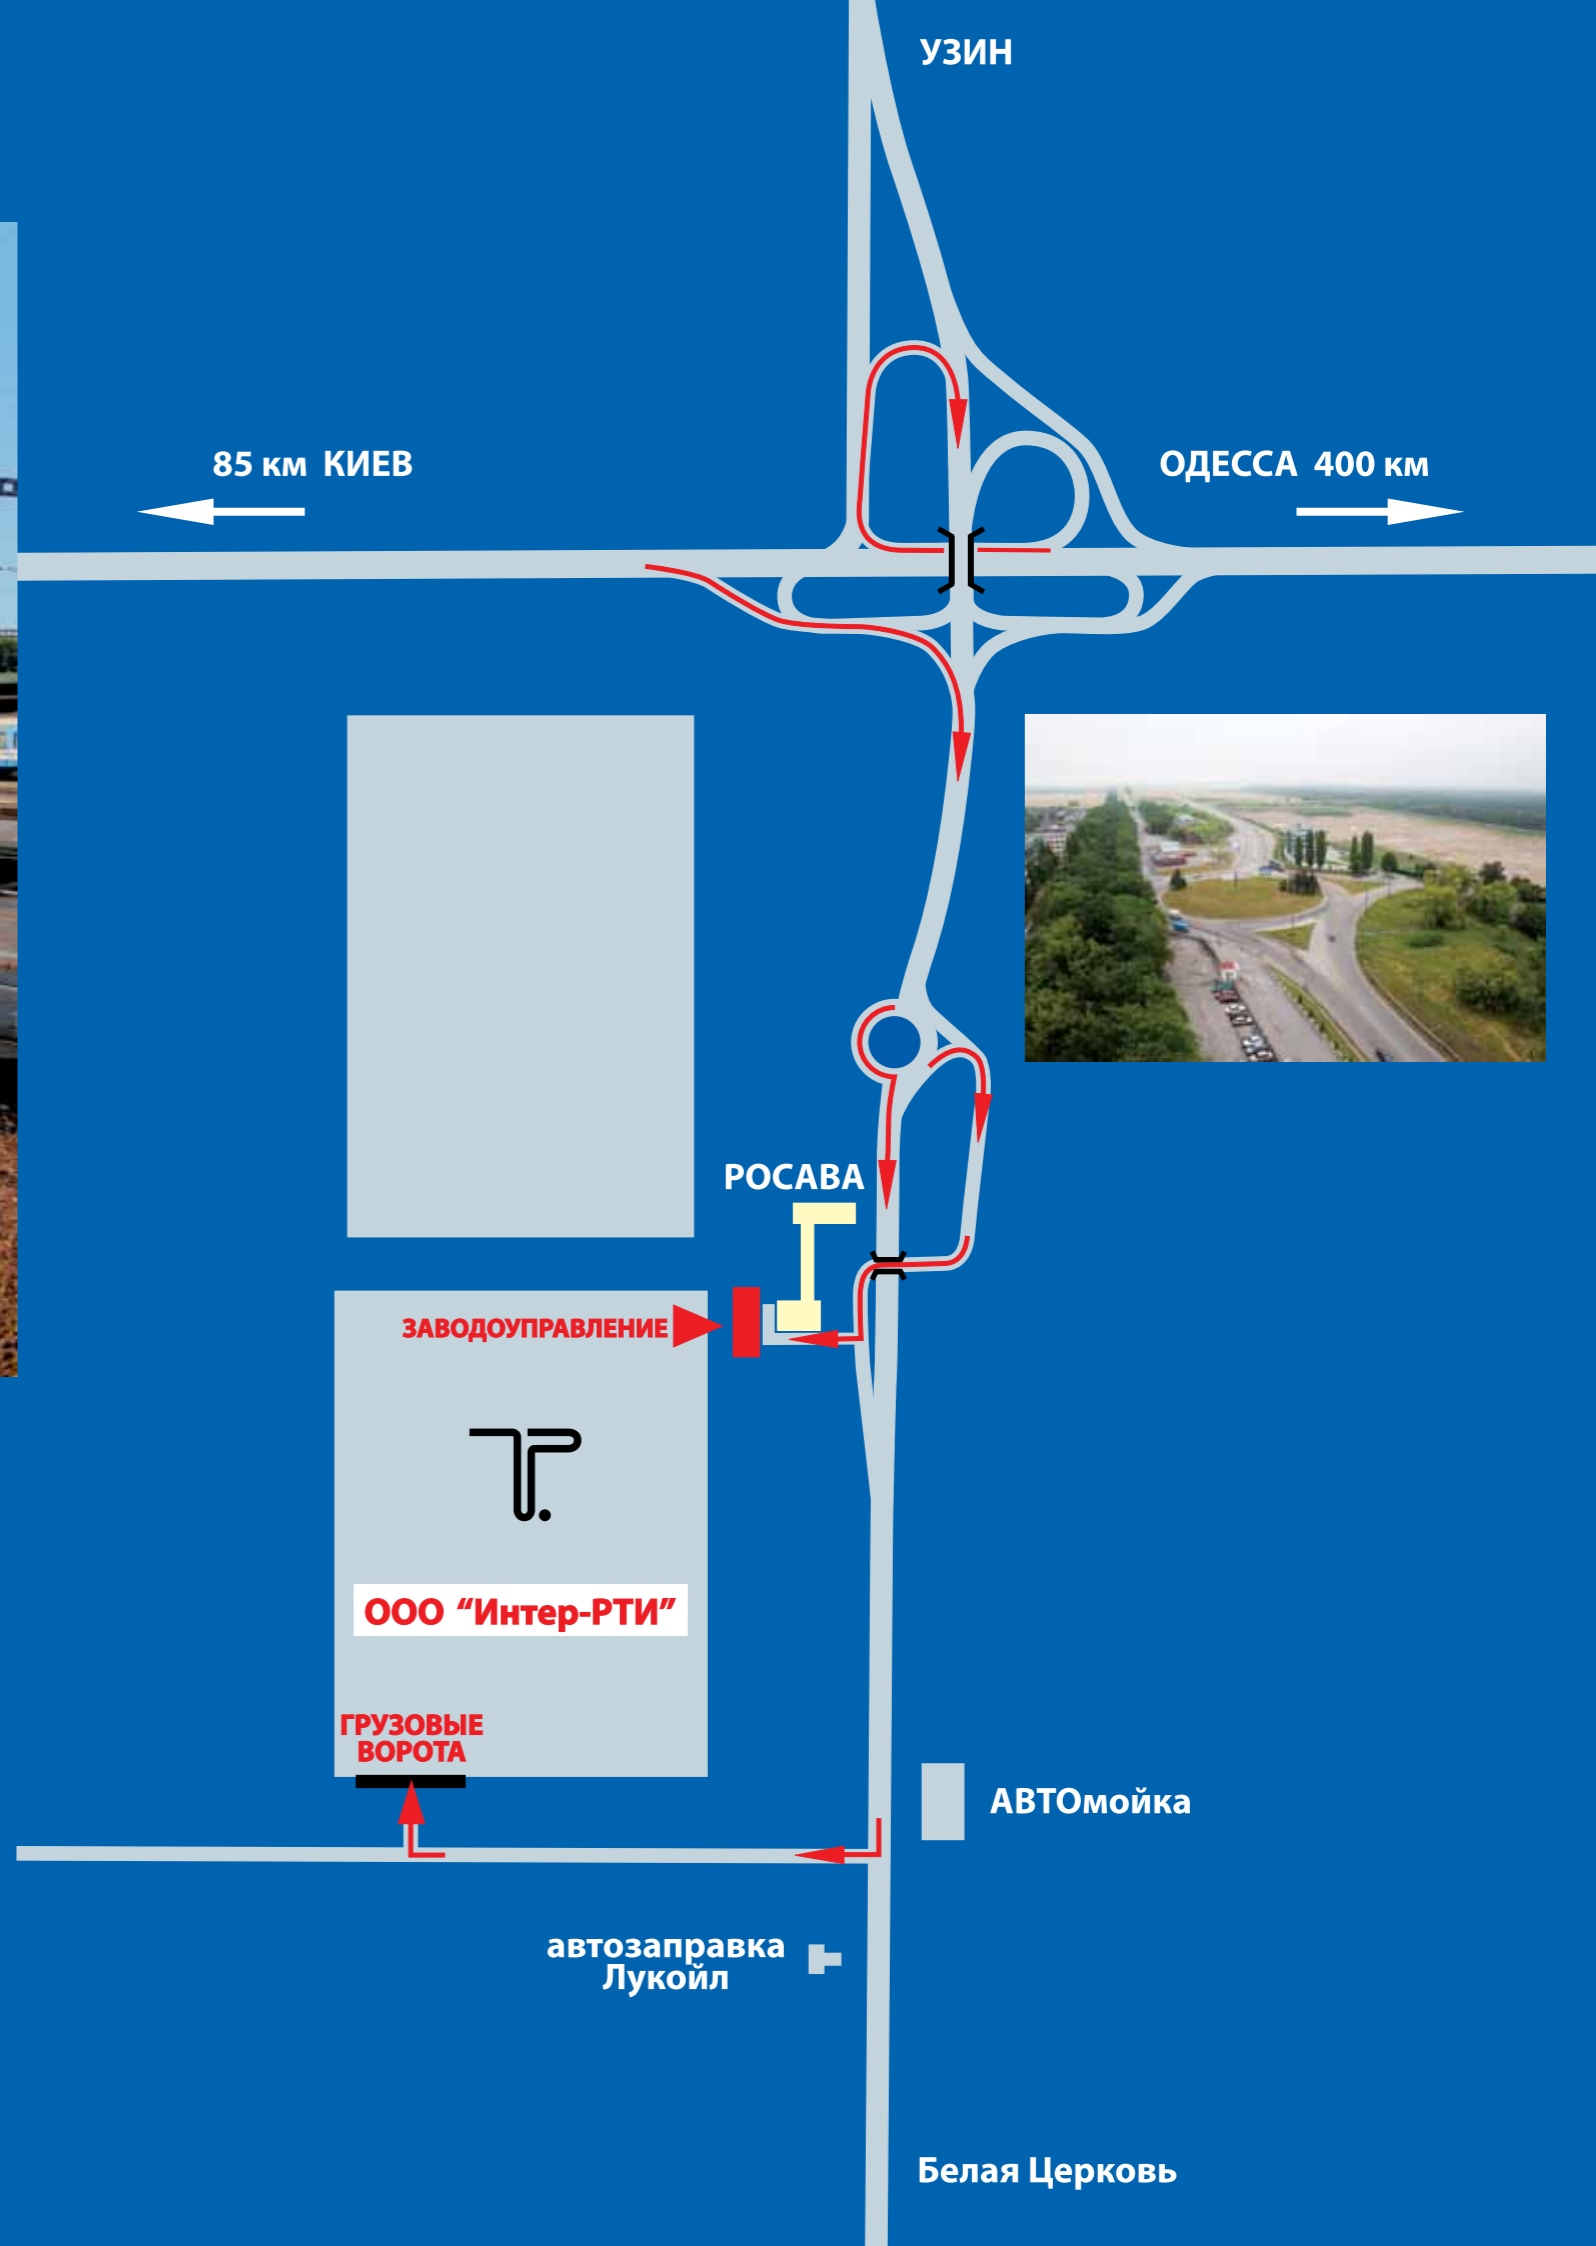 УЗИН
85 км КИЕВ
ОДЕССА 400 км
РОСАВА
ЗАВОДОУПРАВЛЕНИЕ
ООО “Интер-РТИ”
ГРУЗОВЫЕ
ВОРОТА
АВТОмойка
автозаправка
Лукойл
Белая Церковь